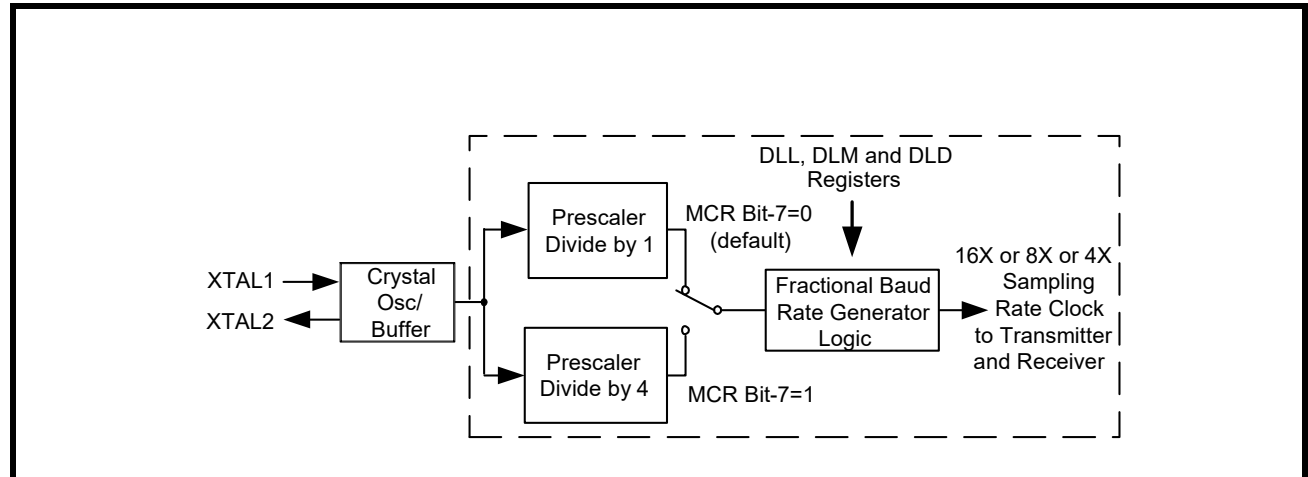 DLL, DLM and DLD
Registers
Prescaler
Divide by 1
MCR Bit-7=0
(default)
16X or 8X or 4X
Sampling
Rate Clock
to Transmitter
and Receiver
XTAL1
XTAL2
Crystal
Osc/
Buffer
Fractional Baud
Rate Generator
Logic
Prescaler
Divide by 4
MCR Bit-7=1